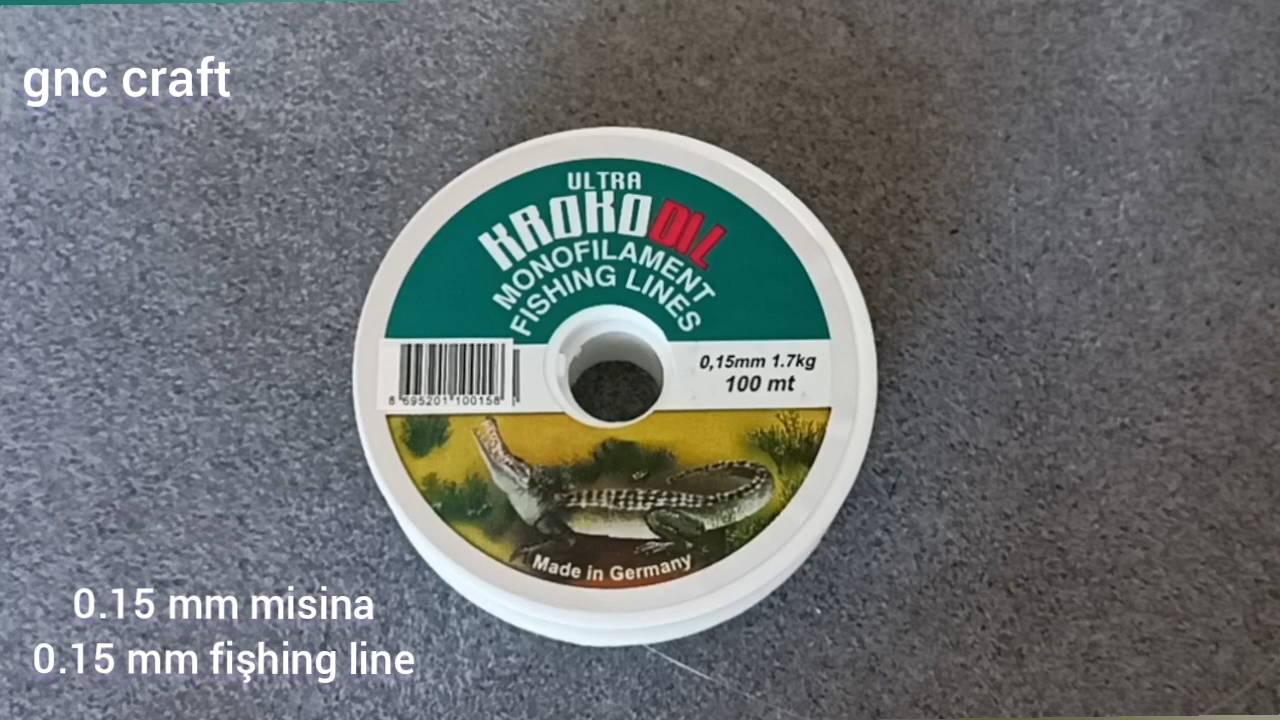 gnc craft
ULTRA
KROKODIL
MONOFILAMENT
FISHING LINES
0,15mm 1.7kg
100 mt
8 695201 100158
Made in Germany
0.15 mm misina
0.15 mm fişhing line